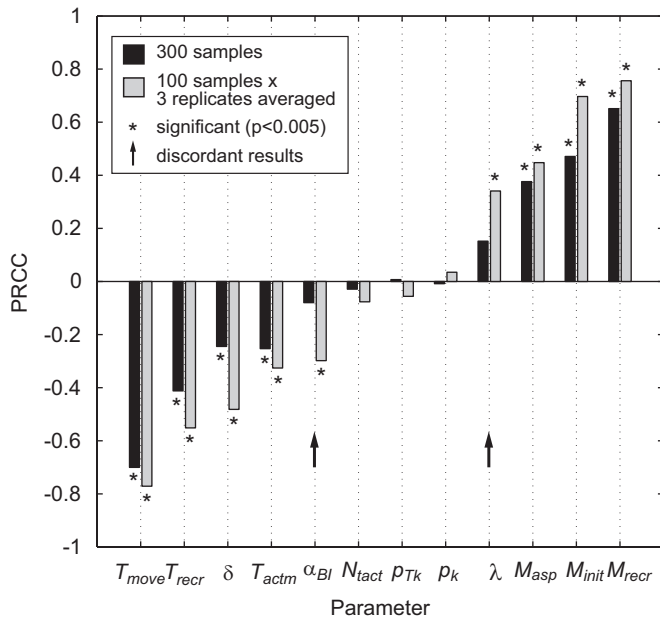 1
0.8
0.6
0.4
0.2
0
-0.2
-0.4
-0.6
-0.8
-1
PRCC
300 samples
100 samples x
3 replicates averaged
* significant (p<0.005)
discordant results
* * * * * * * * * * * * * * * *
T_move T_recr δ T_actm α_BI N_tact p_Tk p_k λ M_asp M_init M_recr
Parameter